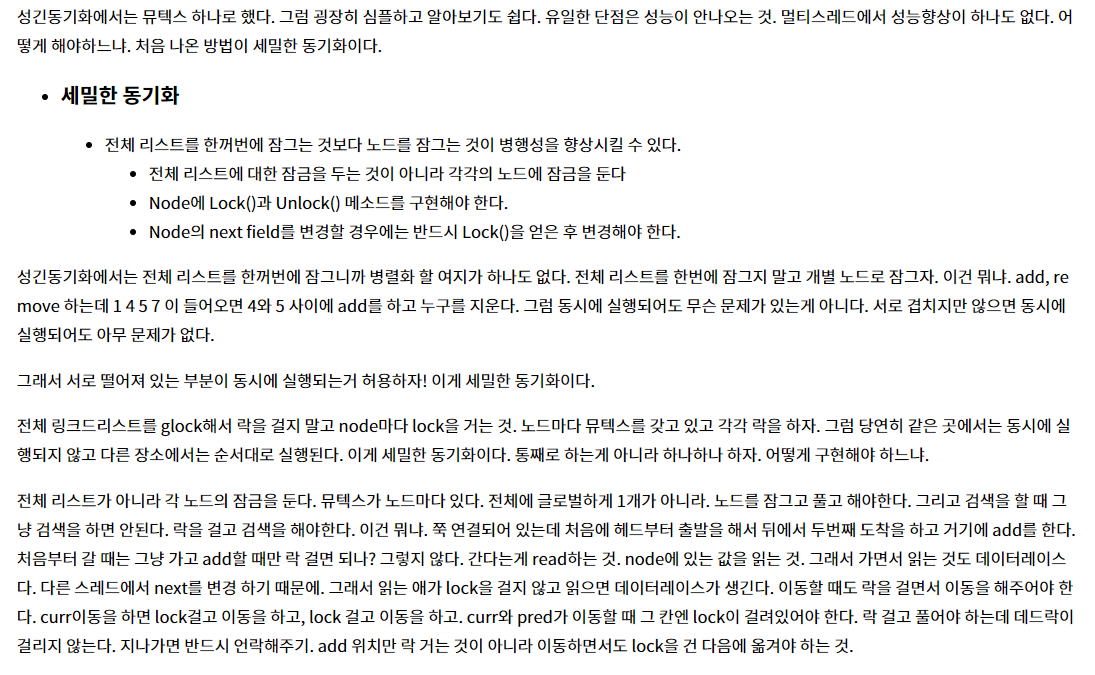 성긴동기화에서는 뮤텍스 하나로 했다. 그럼 굉장히 심플하고 알아보기도 쉽다. 유일한 단점은 성능이 안나오는 것. 멀티스레드에서 성능향상이 하나도 없다. 어
떻게 해야하느냐. 처음 나온 방법이 세밀한 동기화이다.
세밀한 동기화
전체 리스트를 한꺼번에 잠그는 것보다 노드를 잠그는 것이 병행성을 향상시킬 수 있다.
전체 리스트에 대한 잠금을 두는 것이 아니라 각각의 노드에 잠금을 둔다
Node에 Lock()과 Unlock() 메소드를 구현해야 한다.
Node의 next field를 변경할 경우에는 반드시 Lock()을 얻은 후 변경해야 한다.
성긴동기화에서는 전체 리스트를 한꺼번에 잠그니까 병렬화 할 여지가 하나도 없다. 전체 리스트를 한번에 잠그지 말고 개별 노드로 잠그자. 이건 뭐냐. add, re
move 하는데 1 4 5 7 이 들어오면 4와 5 사이에 add를 하고 누구를 지운다. 그럼 동시에 실행되어도 무슨 문제가 있는게 아니다. 서로 겹치지만 않으면 동시에
실행되어도 아무 문제가 없다.
그래서 서로 떨어져 있는 부분이 동시에 실행되는거 허용하자! 이게 세밀한 동기화이다.
전체 링크드리스트를 glock해서 락을 걸지 말고 node마다 lock을 거는 것. 노드마다 뮤텍스를 갖고 있고 각각 락을 하자. 그럼 당연히 같은 곳에서는 동시에 실
행되지 않고 다른 장소에서는 순서대로 실행된다. 이게 세밀한 동기화이다. 통째로 하는게 아니라 하나하나 하자. 어떻게 구현해야 하느냐.
전체 리스트가 아니라 각 노드의 잠금을 둔다. 뮤텍스가 노드마다 있다. 전체에 글로벌하게 1개가 아니라. 노드를 잠그고 풀고 해야한다. 그리고 검색을 할 때 그
냥 검색을 하면 안된다. 락을 걸고 검색을 해야한다. 이건 뭐냐. 쭉 연결되어 있는데 처음에 헤드부터 출발을 해서 뒤에서 두번째 도착을 하고 거기에 add를 한다.
처음부터 갈 때는 그냥 가고 add할 때만 락 걸면 되나? 그렇지 않다. 간다는게 read하는 것. node에 있는 값을 읽는 것. 그래서 가면서 읽는 것도 데이터레이스
다. 다른 스레드에서 next를 변경 하기 때문에. 그래서 읽는 애가 lock을 걸지 않고 읽으면 데이터레이스가 생긴다. 이동할 때도 락을 걸면서 이동을 해주어야 한
다. curr이동을 하면 lock걸고 이동을 하고, lock 걸고 이동을 하고. curr와 pred가 이동할 때 그 칸엔 lock이 걸려있어야 한다. 락 걸고 풀어야 하는데 데드락이
걸리지 않는다. 지나가면 반드시 언락해주기. add 위치만 락 거는 것이 아니라 이동하면서도 lock을 건 다음에 옮겨야 하는 것.